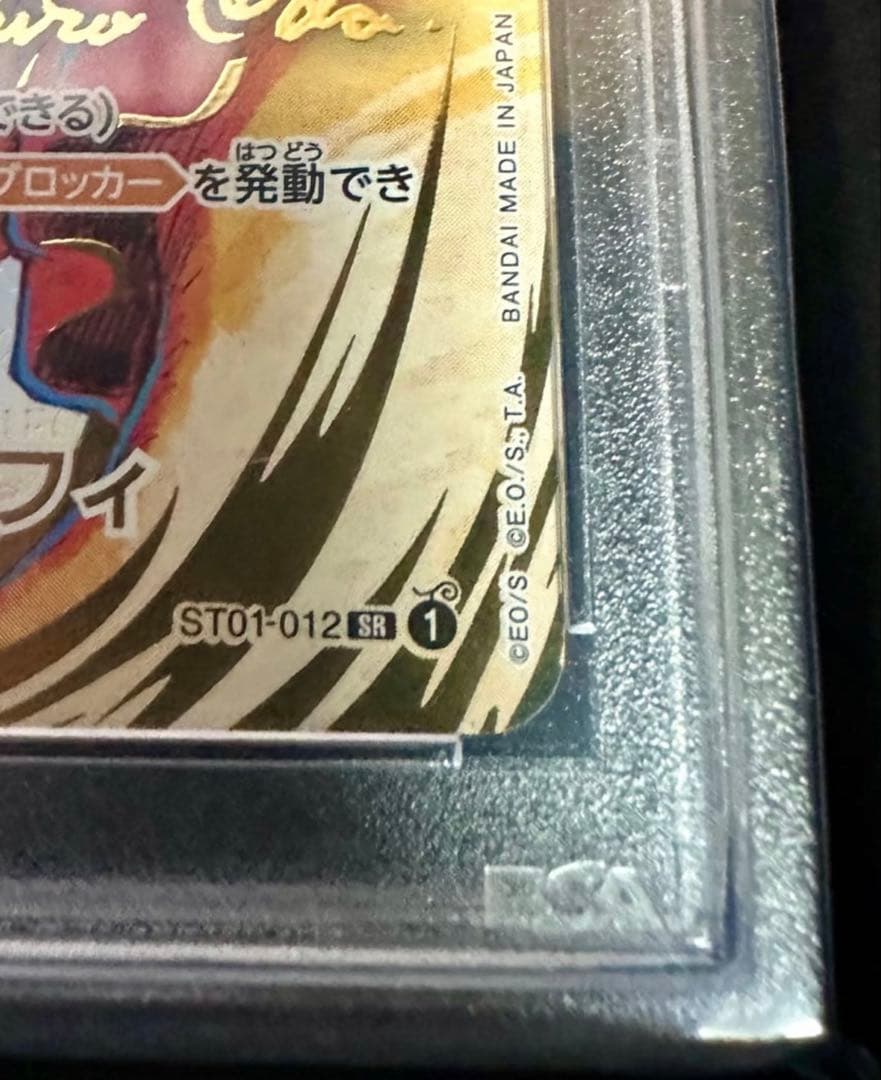 できる)
ブロッカー を発動でき
はつどう
フィ
ST01-012 SR 1
©EO/S ©E.O./S., T.A. BANDAI MADE IN JAPAN
PSA